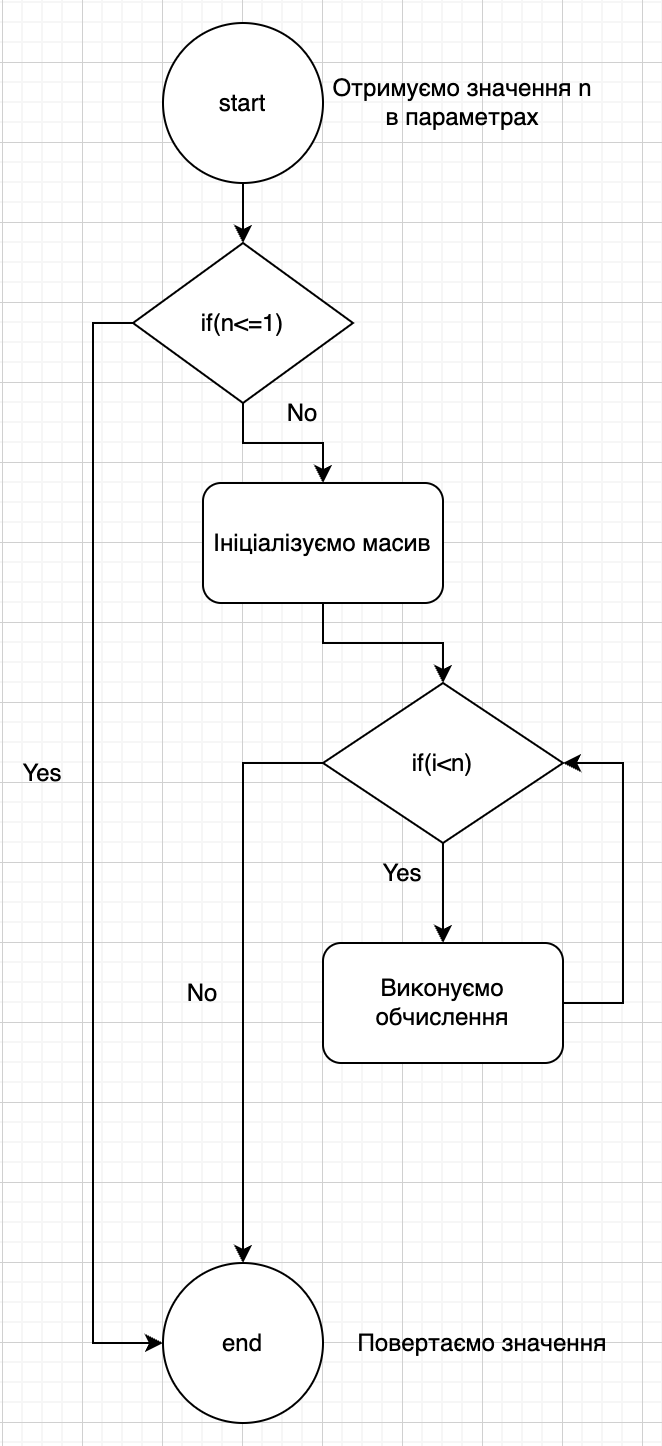 start
Отримуємо значення n
в параметрах
if(n<=1)
No
Ініціалізуємо масив
if(i<n)
Yes
Yes
Виконуємо
обчислення
No
end
Повертаємо значення